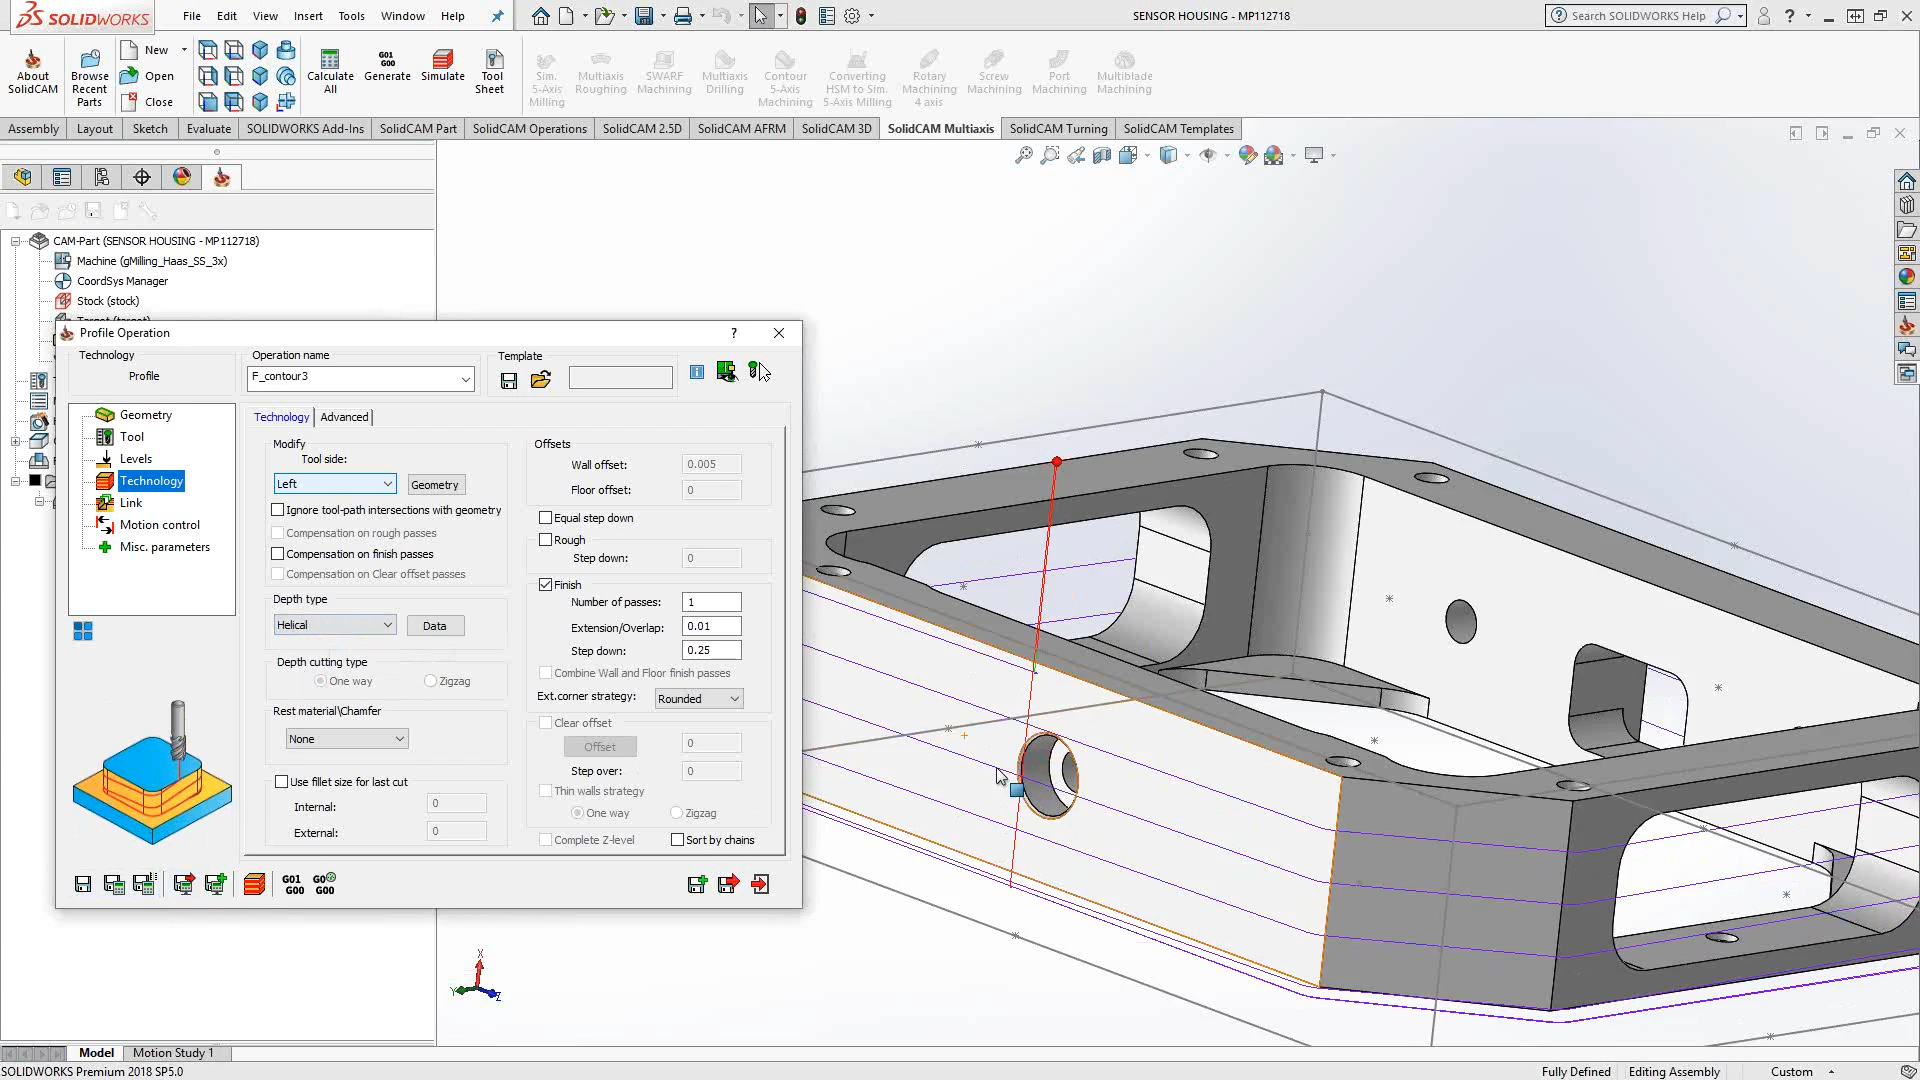 SOLIDWORKS
File Edit View Insert Tools Window Help
SENSOR HOUSING - MP112718
Search SOLIDWORKS Help
About SolidCAM
Browse Recent Parts
New
Open
Close
Calculate All
G01 G00 Generate
Simulate
Tool Sheet
Sim. 5-Axis Milling
Multiaxis Roughing
SWARF Machining
Multiaxis Drilling
Contour 5-Axis Machining
Converting HSM to Sim. 5-Axis Milling
Rotary Machining 4 axis
Screw Machining
Port Machining
Multiblade Machining
Assembly Layout Sketch Evaluate SOLIDWORKS Add-Ins SolidCAM Part SolidCAM Operations SolidCAM 2.5D SolidCAM AFRM SolidCAM 3D SolidCAM Multiaxis SolidCAM Turning SolidCAM Templates
CAM-Part (SENSOR HOUSING - MP112718)
Machine (gMilling_Haas_SS_3x)
CoordSys Manager
Stock (stock)
Target (target)
Profile Operation
?
Technology
Profile
Operation name
F_contour3
Template
Geometry
Tool
Levels
Technology
Link
Motion control
Misc. parameters
Technology Advanced
Modify
Tool side:
Left
Geometry
Ignore tool-path intersections with geometry
Compensation on rough passes
Compensation on finish passes
Compensation on Clear offset passes
Depth type
Helical
Data
Depth cutting type
One way Zigzag
Rest material\Chamfer
None
Use fillet size for last cut
Internal: 0
External: 0
Offsets
Wall offset: 0.005
Floor offset: 0
Equal step down
Rough
Step down: 0
Finish
Number of passes: 1
Extension/Overlap: 0.01
Step down: 0.25
Combine Wall and Floor finish passes
Ext.corner strategy: Rounded
Clear offset
Offset 0
Step over: 0
Thin walls strategy
One way Zigzag
Complete Z-level Sort by chains
G01 G00
G0 G00
X
Y
Z
Model Motion Study 1
SOLIDWORKS Premium 2018 SP5.0
Fully Defined Editing Assembly Custom